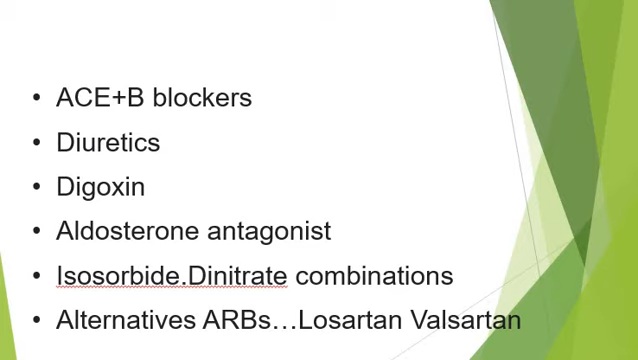 • ACE+B blockers
• Diuretics
• Digoxin
• Aldosterone antagonist
• Isosorbide.Dinitrate combinations
• Alternatives ARBs…Losartan Valsartan